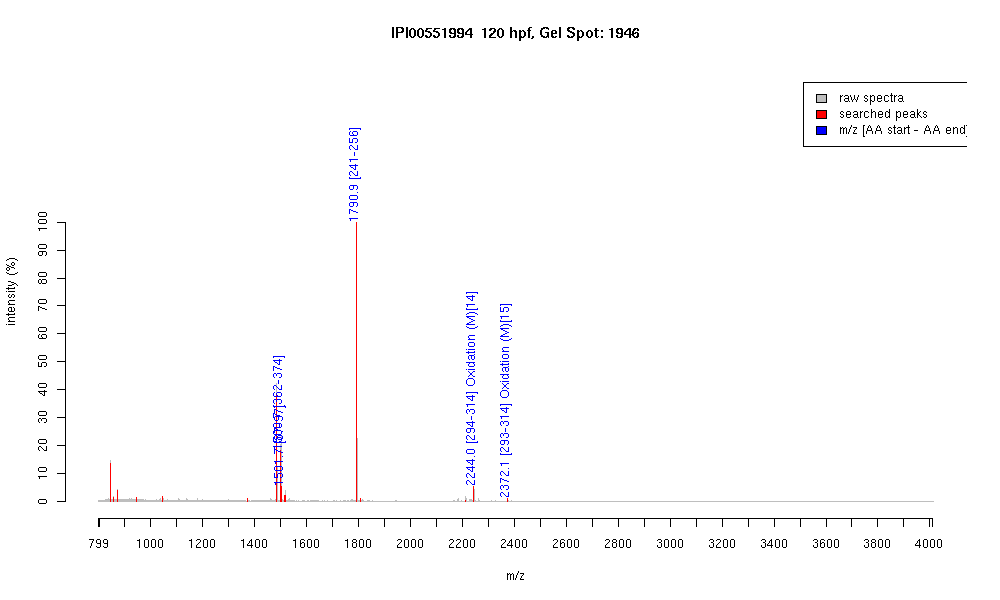 IPI00551994 120 hpf, Gel Spot: 1946
raw spectra
searched peaks
m/z [AA start - AA end]
intensity (%)
100
90
80
70
60
50
40
30
20
10
0
1790.9 [241-256]
2244.0 [294-314] Oxidation (M)[14]
2372.1 [293-314] Oxidation (M)[15]
[362-374]
799 1000 1200 1400 1600 1800 2000 2200 2400 2600 2800 3000 3200 3400 3600 3800 4000
m/z